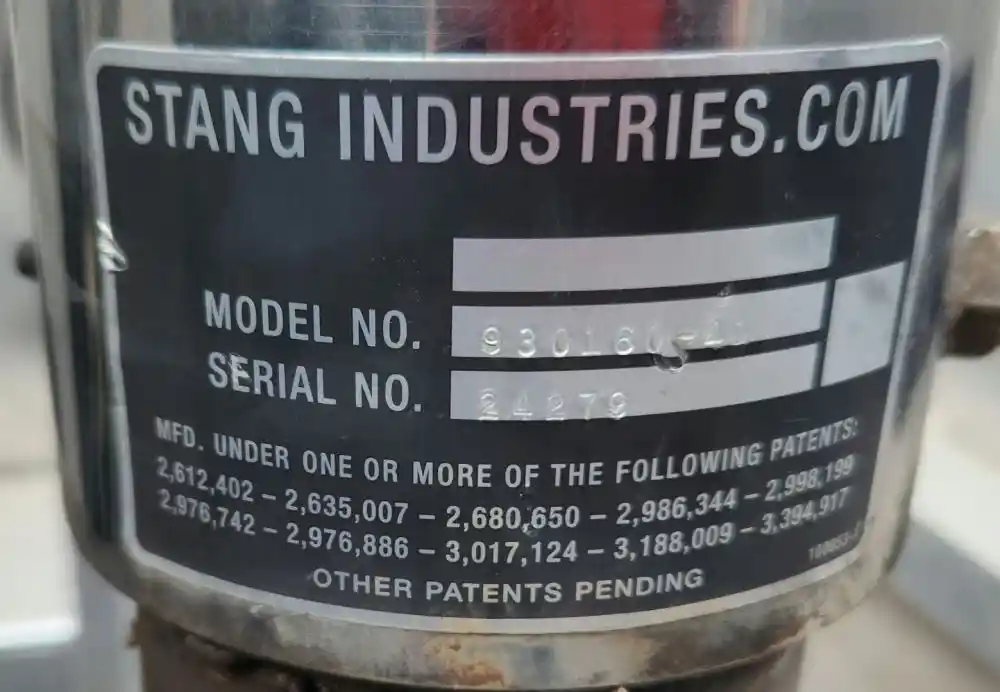 STANG INDUSTRIES.COM
MODEL NO.
SERIAL NO. 24279
MFD. UNDER ONE OR MORE OF THE FOLLOWING PATENTS:
2,612,402 – 2,635,007 – 2,680,650 – 2,986,344 – 2,998,199
2,976,742 – 2,976,886 – 3,017,124 – 3,188,009 – 3,394,917
OTHER PATENTS PENDING